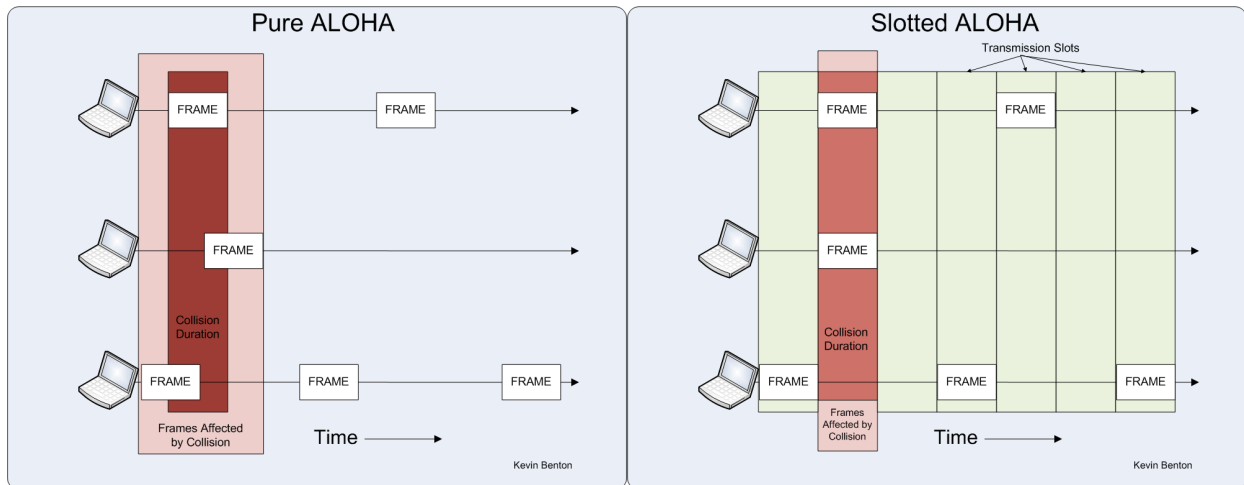 Pure ALOHA
FRAME
FRAME
FRAME
Collision
Duration
FRAME
FRAME
FRAME
Frames Affected
by Collision
Time
Kevin Benton
Slotted ALOHA
Transmission Slots
FRAME
FRAME
FRAME
Collision
Duration
FRAME
FRAME
FRAME
Frames
Affected by
Collision
Time
Kevin Benton